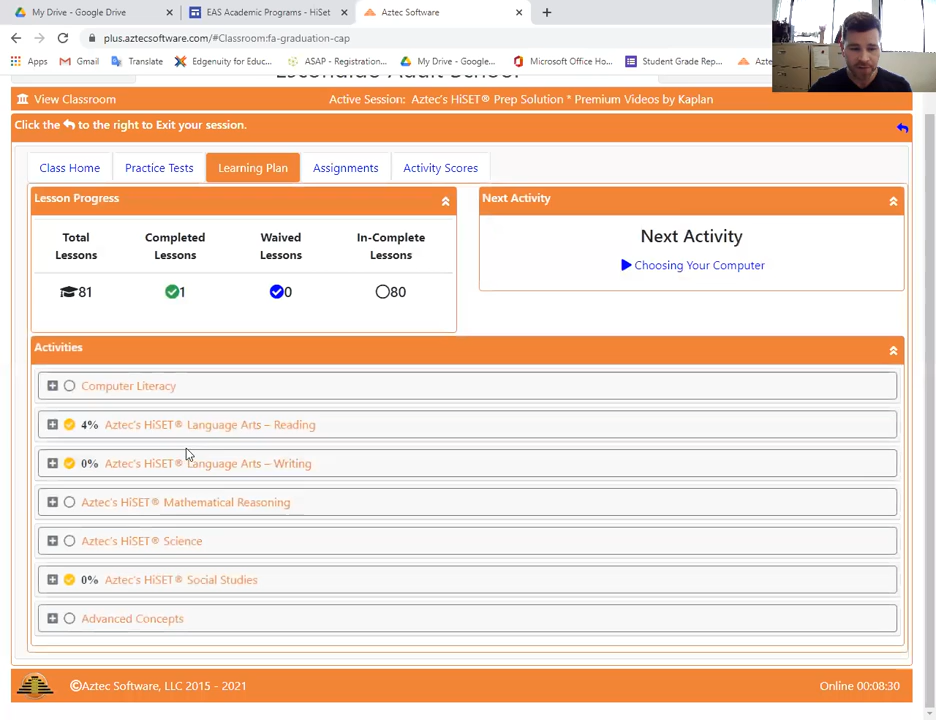 My Drive - Google Drive
EAS Academic Programs - HiSet
Aztec Software
plus.aztecsoftware.com/#Classroom:fa-graduation-cap
Apps Gmail Translate Edgenuity for Educ... ASAP - Registration... My Drive - Google... Microsoft Office Ho... Student Grade Rep... Azte
Escondido Adult School
View Classroom Active Session: Aztec's HiSET® Prep Solution * Premium Videos by Kaplan
Click the to the right to Exit your session.
Class Home Practice Tests Learning Plan Assignments Activity Scores
Lesson Progress
Total Lessons Completed Lessons Waived Lessons In-Complete Lessons
81 1 0 80
Next Activity
Next Activity
Choosing Your Computer
Activities
Computer Literacy
4% Aztec's HiSET® Language Arts – Reading
0% Aztec's HiSET® Language Arts – Writing
Aztec's HiSET® Mathematical Reasoning
Aztec's HiSET® Science
0% Aztec's HiSET® Social Studies
Advanced Concepts
©Aztec Software, LLC 2015 - 2021 Online 00:08:30